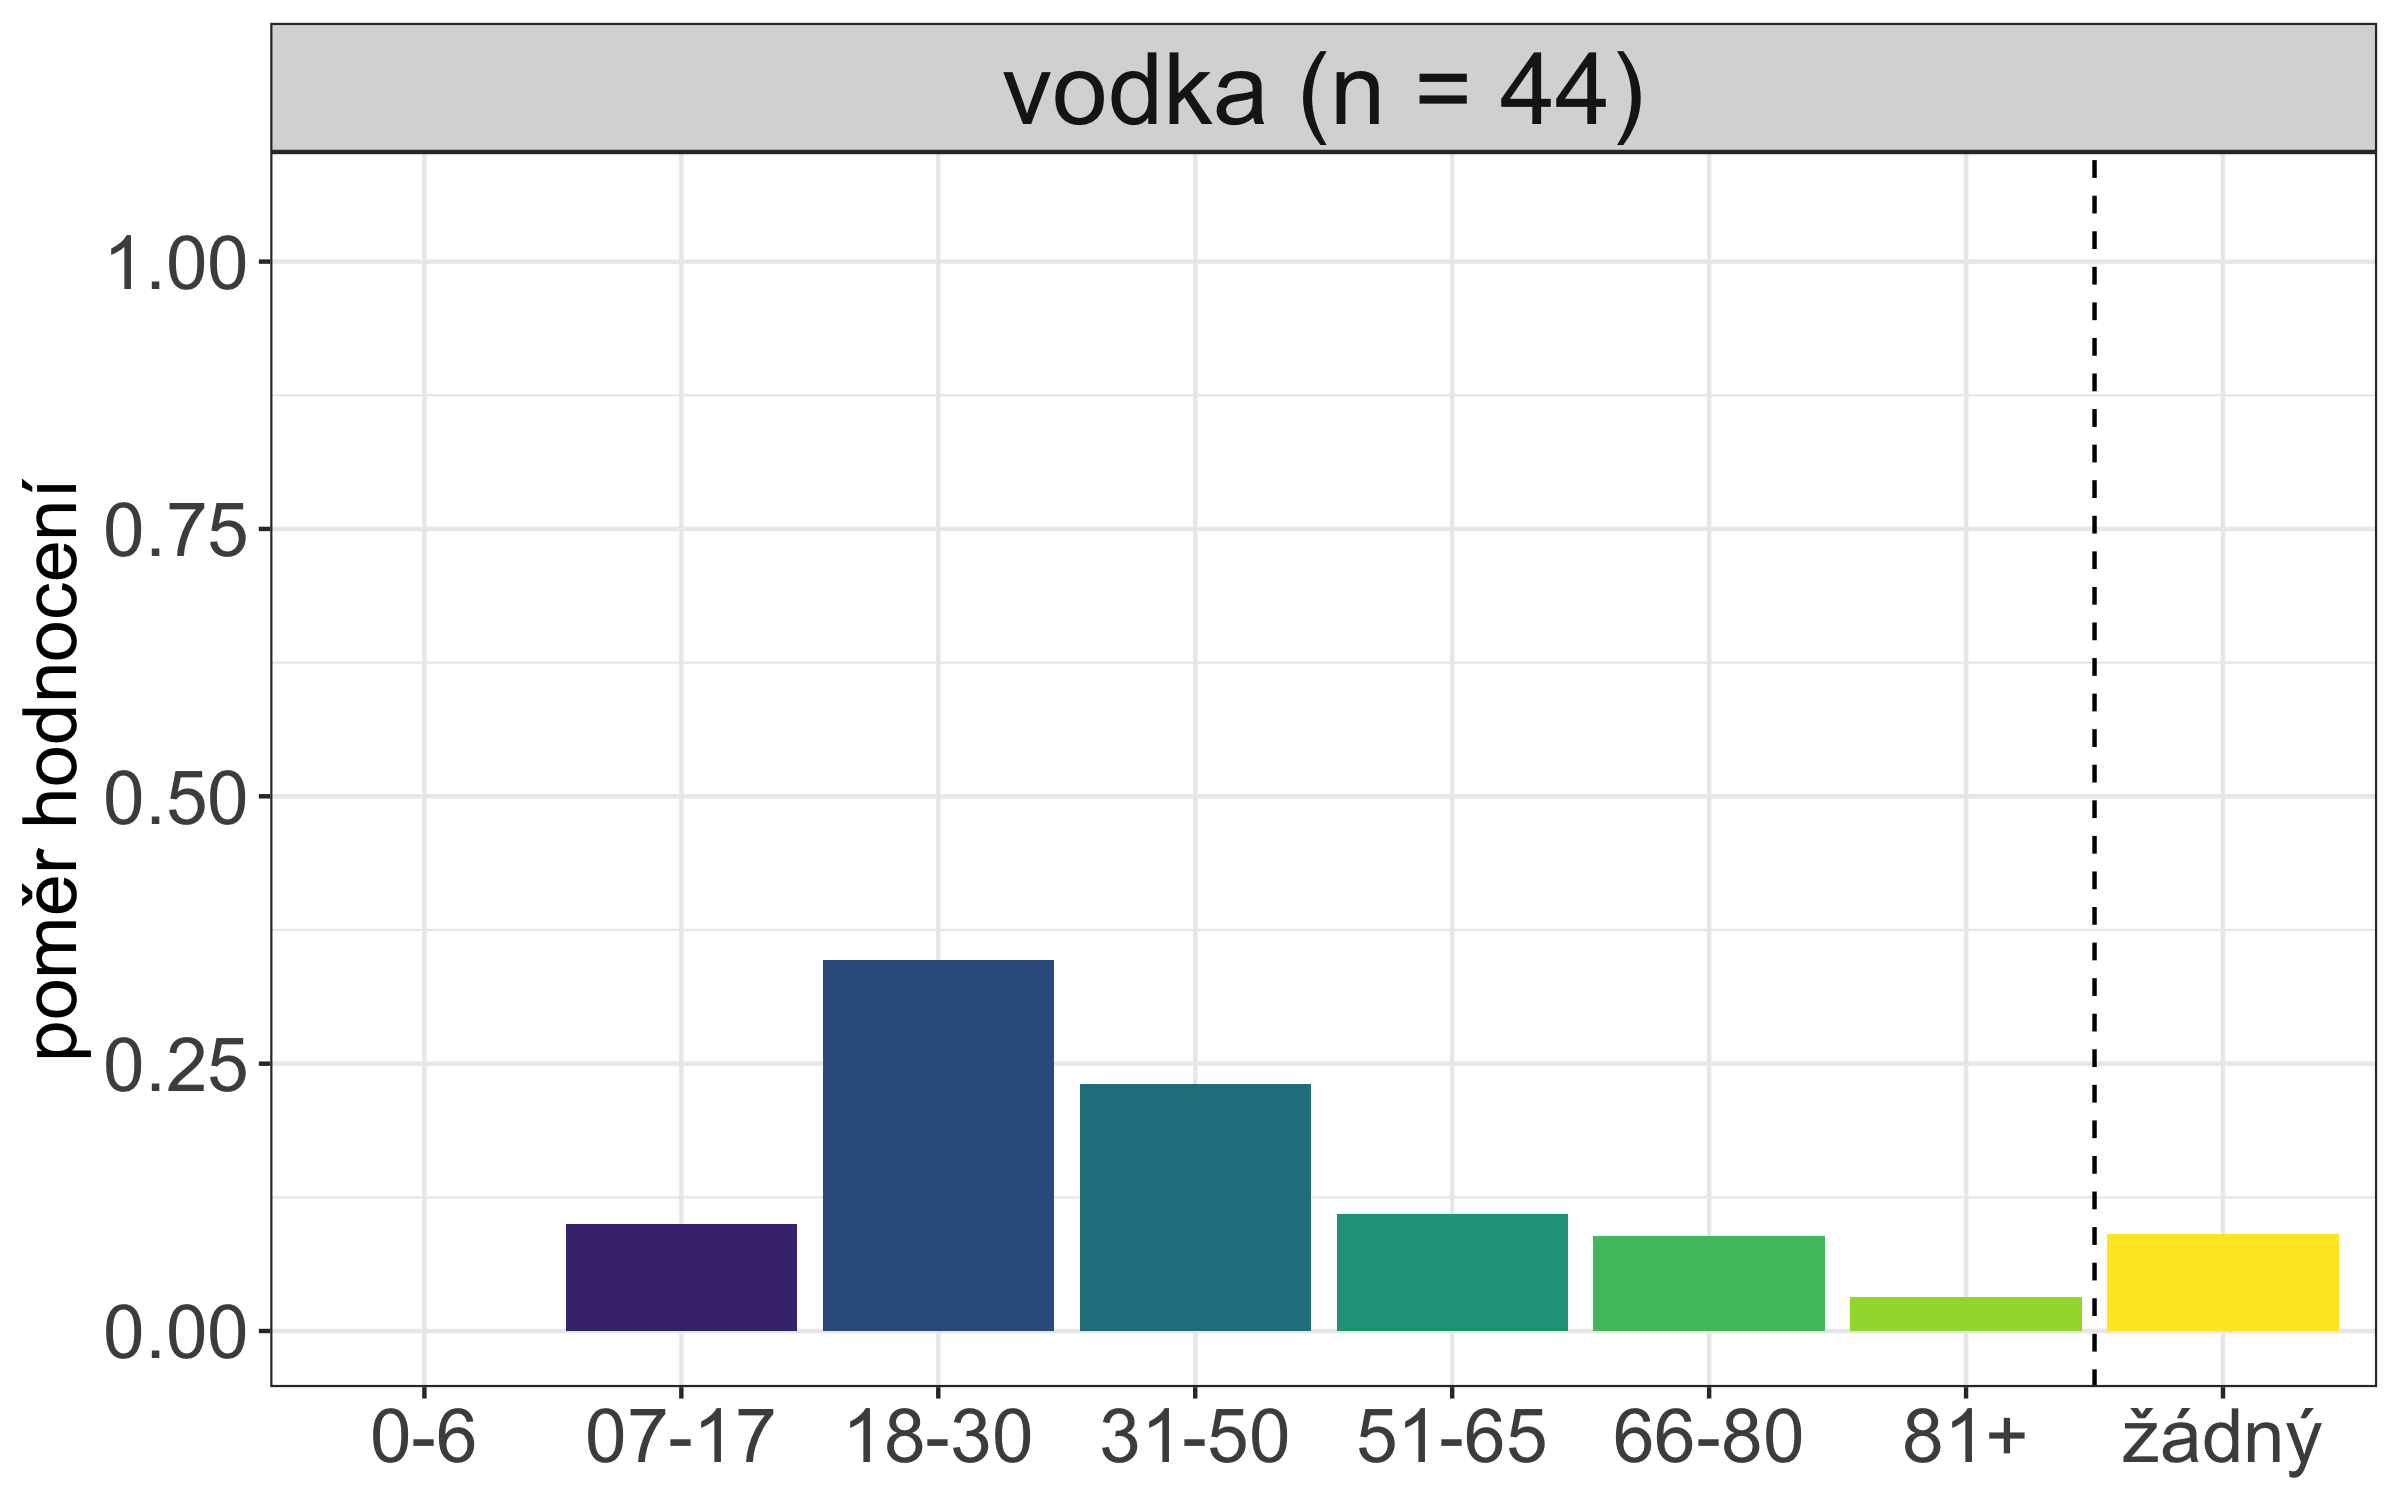 vodka (n = 44)
poměr hodnocení
1.00
0.75
0.50
0.25
0.00
0-6 07-17 18-30 31-50 51-65 66-80 81+ žádný